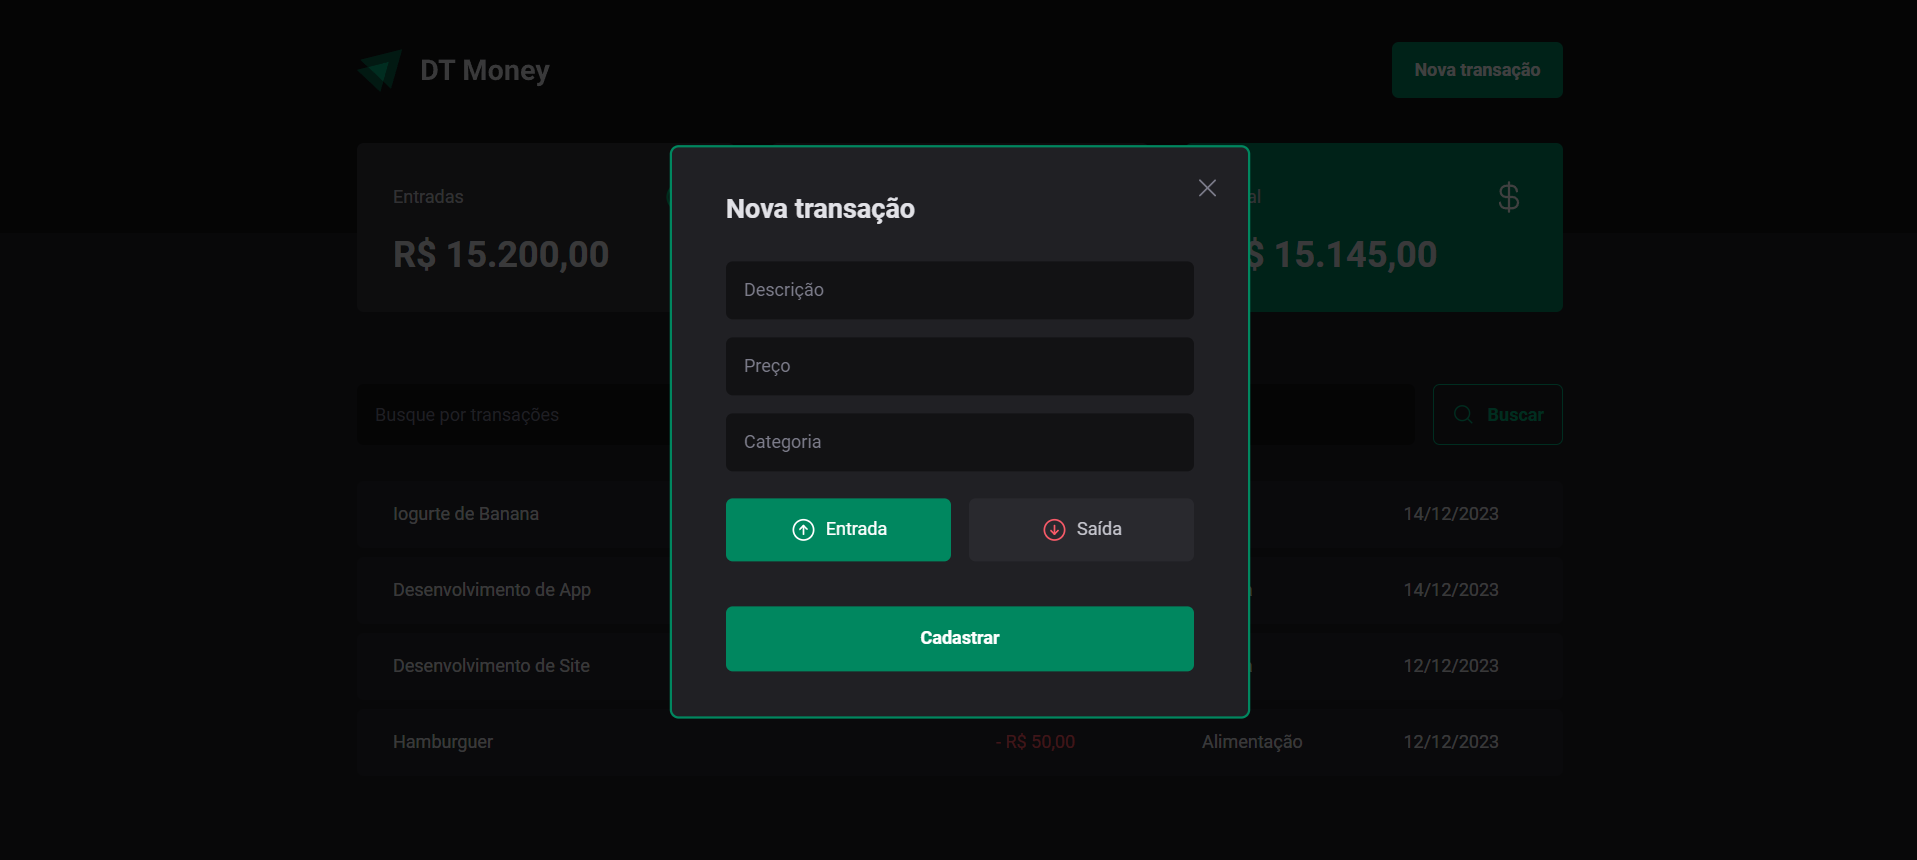 DT Money
Nova transação
Entradas
R$ 15.200,00
al
$ 15.145,00
Nova transação
Descrição
Preço
Categoria
Entrada
Saída
Cadastrar
Busque por transações
Buscar
Iogurte de Banana
14/12/2023
Desenvolvimento de App
14/12/2023
Desenvolvimento de Site
12/12/2023
Hamburguer
- R$ 50,00
Alimentação
12/12/2023